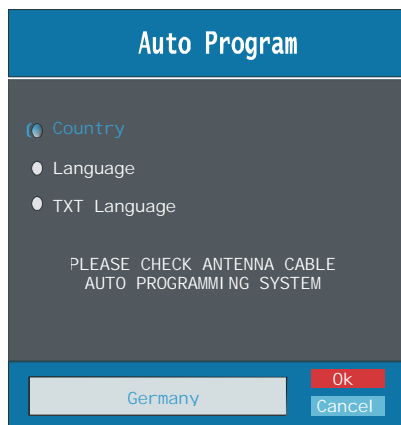 Auto Program
Country
Language
TXT Language
PLEASE CHECK ANTENNA CABLE
AUTO PROGRAMMING SYSTEM
Germany
Ok
Cancel